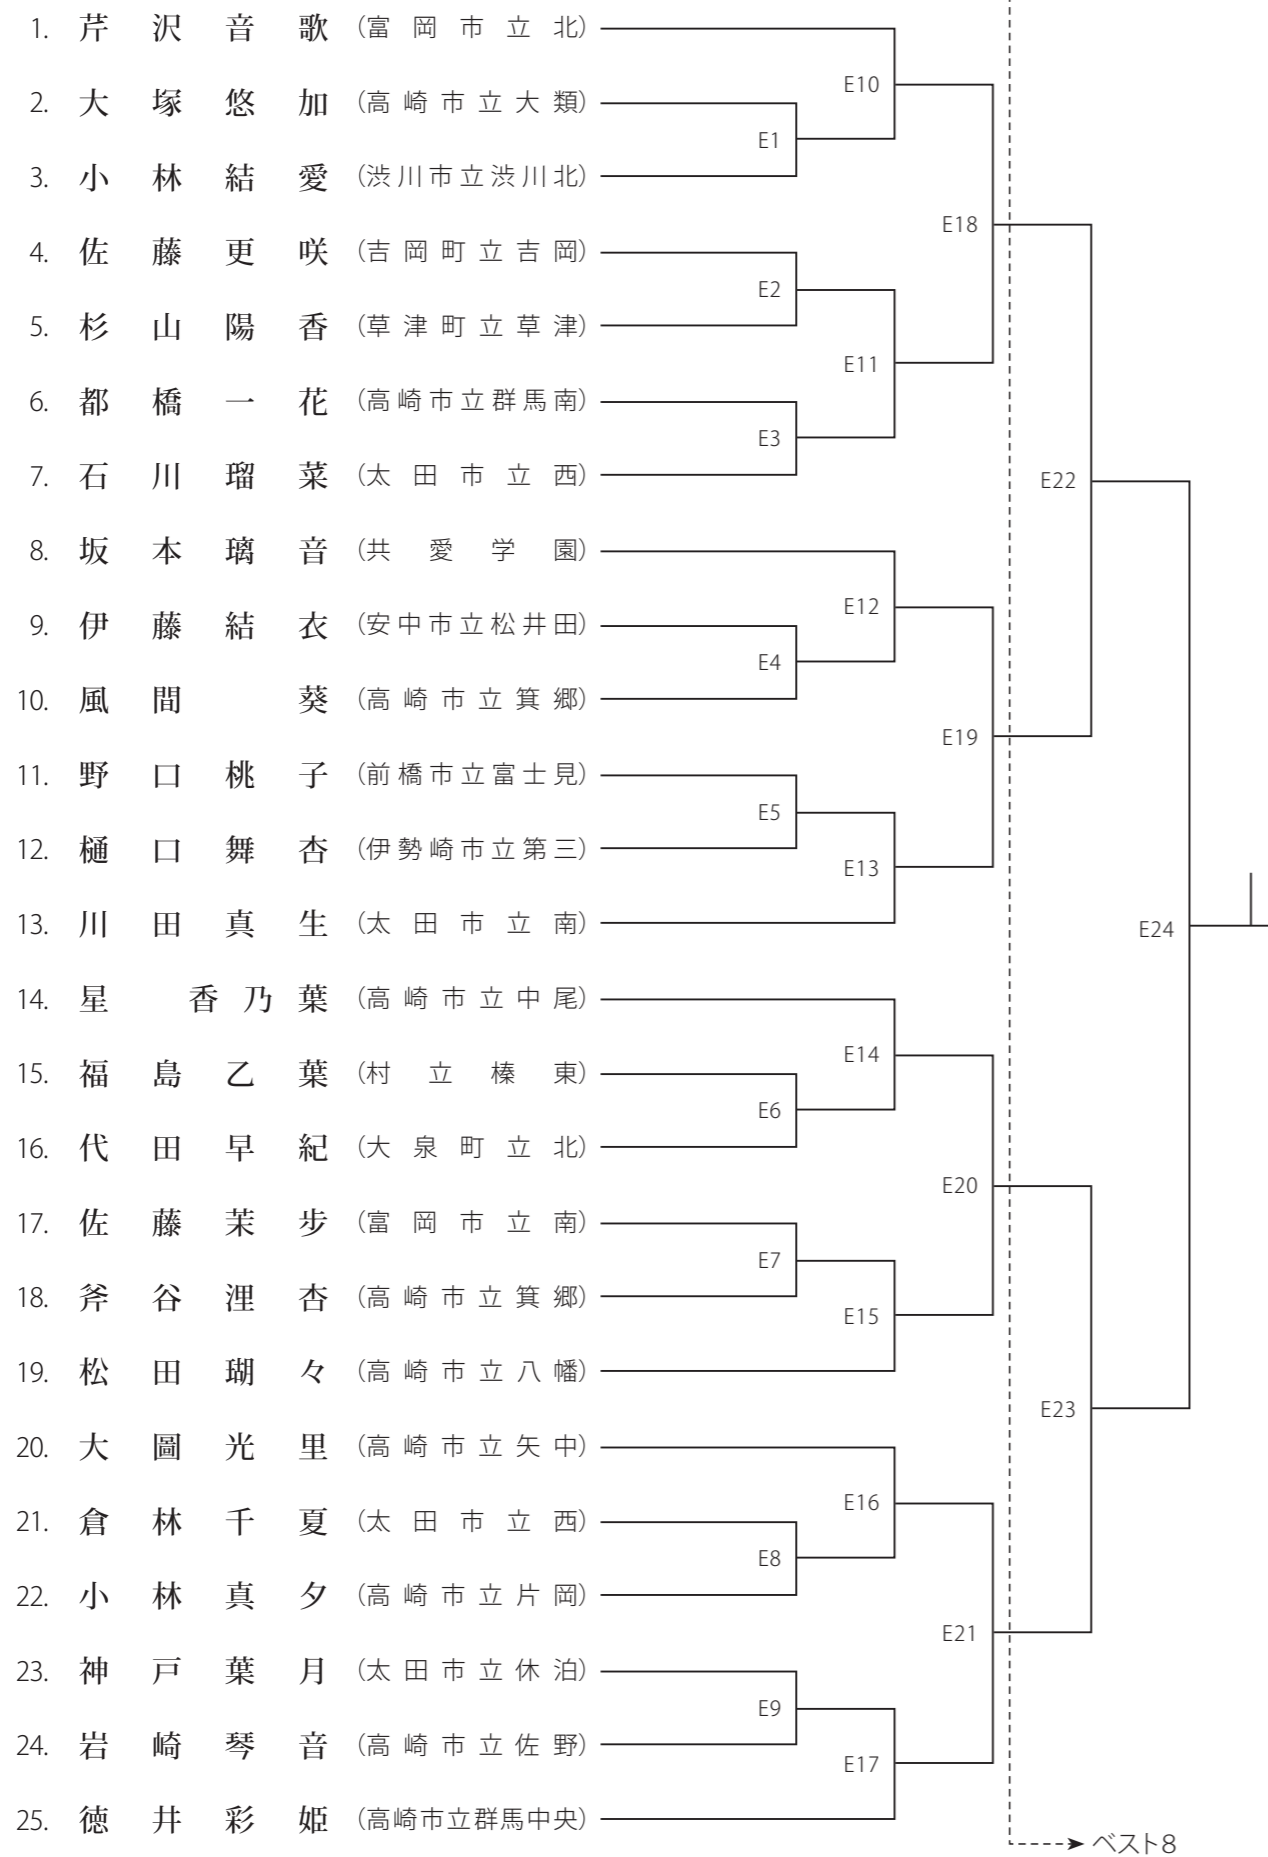 1. 芹沢音歌 (富岡市立北)
E10
2. 大塚悠加 (高崎市立大類)
E1
3. 小林結愛 (渋川市立渋川北)
E18
4. 佐藤更咲 (吉岡町立吉岡)
E2
5. 杉山陽香 (草津町立草津)
E11
6. 都橋一花 (高崎市立群馬南)
E3
7. 石川瑠菜 (太田市立西)
E22
8. 坂本璃音 (共愛学園)
E12
9. 伊藤結衣 (安中市立松井田)
E4
10. 風間 葵 (高崎市立箕郷)
E19
11. 野口桃子 (前橋市立富士見)
E5
12. 樋口舞杏 (伊勢崎市立第三)
E13
13. 川田真生 (太田市立南)
E24
14. 星 香乃葉 (高崎市立中尾)
E14
15. 福島乙葉 (村立榛東)
E6
16. 代田早紀 (大泉町立北)
E20
17. 佐藤茉歩 (富岡市立南)
E7
18. 斧谷浬杏 (高崎市立箕郷)
E15
19. 松田瑚々 (高崎市立八幡)
E23
20. 大圖光里 (高崎市立矢中)
E16
21. 倉林千夏 (太田市立西)
E8
22. 小林真夕 (高崎市立片岡)
E21
23. 神戸葉月 (太田市立休泊)
E9
24. 岩崎琴音 (高崎市立佐野)
E17
25. 徳井彩姫 (高崎市立群馬中央)
ベスト8